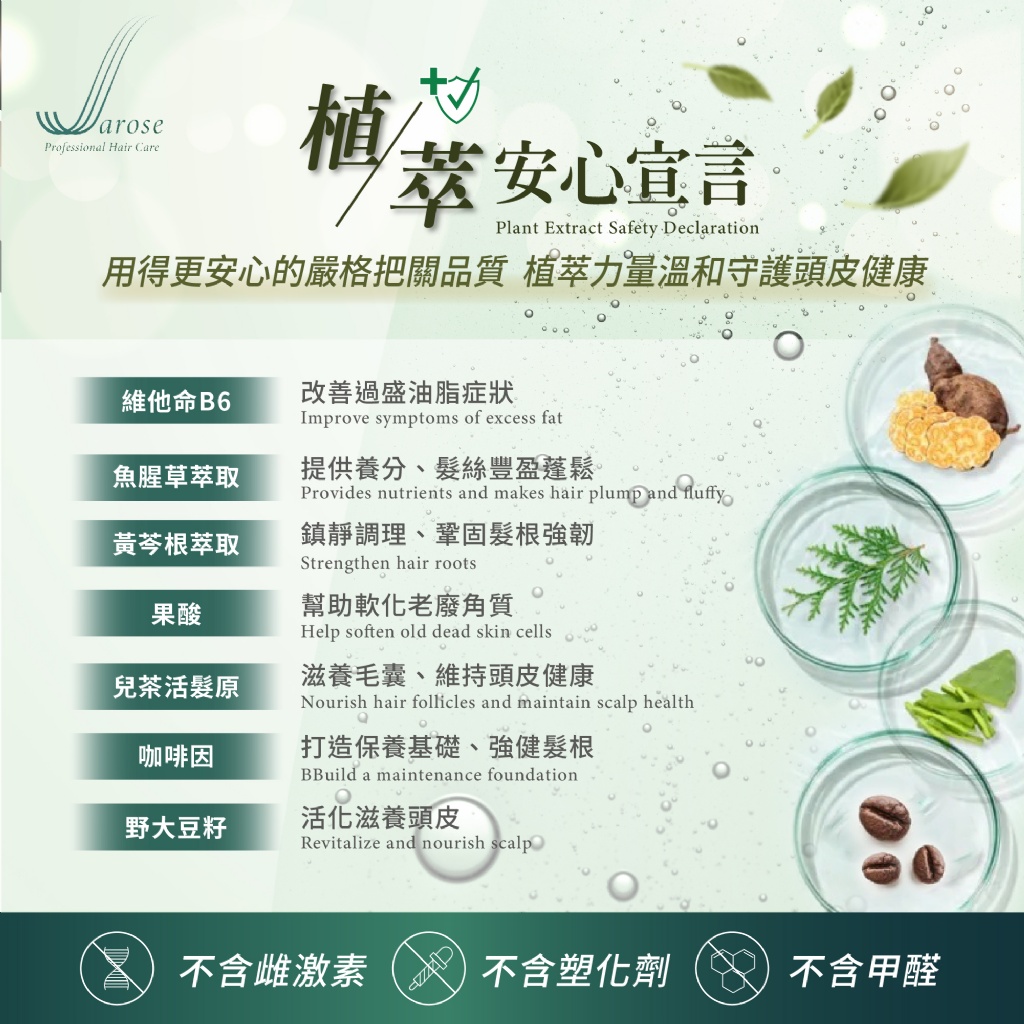 Jarose
Professional Hair Care
植萃安心宣言
Plant Extract Safety Declaration
用得更安心的嚴格把關品質 植萃力量溫和守護頭皮健康
維他命B6
改善過盛油脂症狀
Improve symptoms of excess fat
魚腥草萃取
提供養分、髮絲豐盈蓬鬆
Provides nutrients and makes hair plump and fluffy
黃芩根萃取
鎮靜調理、鞏固髮根強韌
Strengthen hair roots
果酸
幫助軟化老廢角質
Help soften old dead skin cells
兒茶活髮原
滋養毛囊、維持頭皮健康
Nourish hair follicles and maintain scalp health
咖啡因
打造保養基礎、強健髮根
BBuild a maintenance foundation
野大豆籽
活化滋養頭皮
Revitalize and nourish scalp
不含雌激素
不含塑化劑
不含甲醛